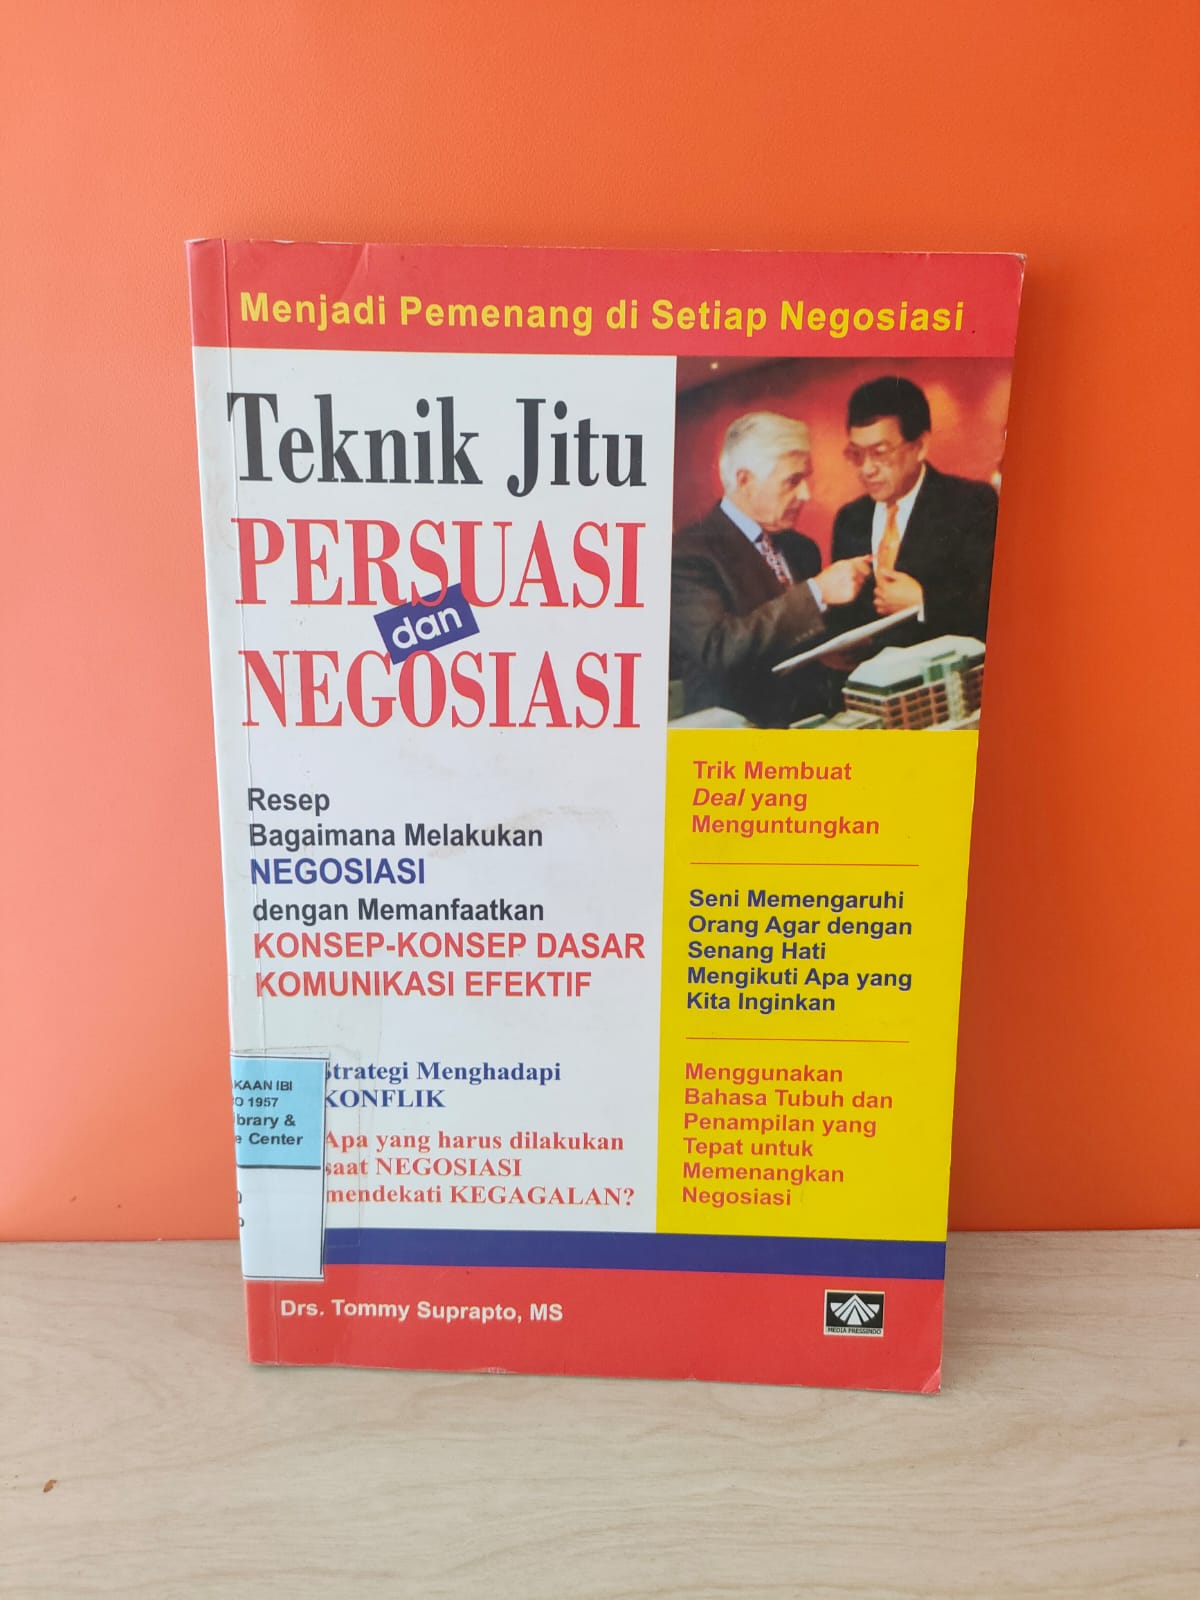 Menjadi Pemenang di Setiap Negosiasi
Teknik Jitu
PERSUASI
dan
NEGOSIASI
Resep
Bagaimana Melakukan
NEGOSIASI
dengan Memanfaatkan
KONSEP-KONSEP DASAR
KOMUNIKASI EFEKTIF
Strategi Menghadapi
KONFLIK
Apa yang harus dilakukan
saat NEGOSIASI
mendekati KEGAGALAN?
Trik Membuat
Deal yang
Menguntungkan
Seni Memengaruhi
Orang Agar dengan
Senang Hati
Mengikuti Apa yang
Kita Inginkan
Menggunakan
Bahasa Tubuh dan
Penampilan yang
Tepat untuk
Memenangkan
Negosiasi
KAAN IBI
1957
brary &
e Center
Drs. Tommy Suprapto, MS
MEDIA PRESSINDO